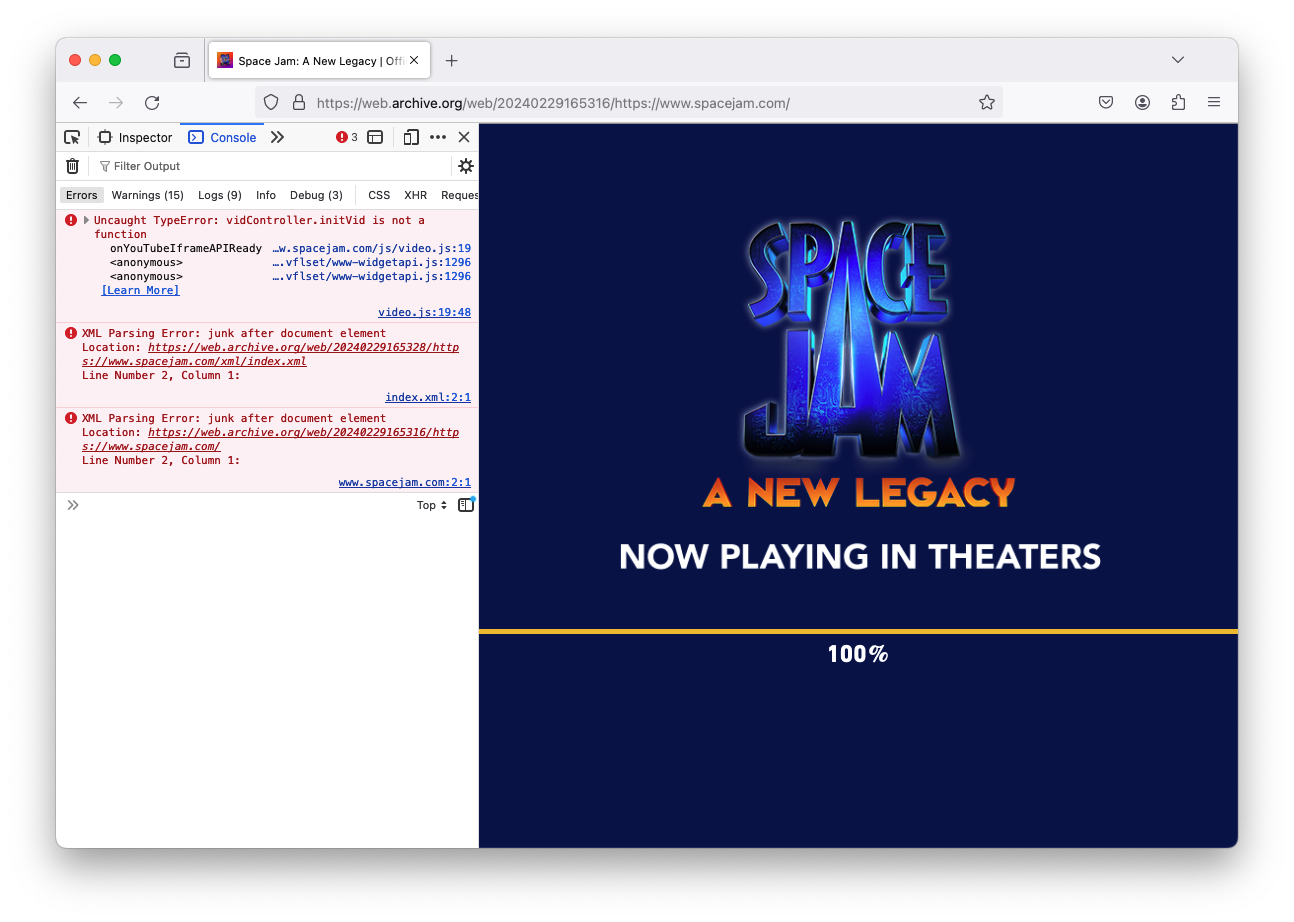 Space Jam: A New Legacy | Offi
https://web.archive.org/web/20240229165316/https://www.spacejam.com/
Inspector Console 3
Filter Output
Errors Warnings (15) Logs (9) Info Debug (3) CSS XHR Reques
Uncaught TypeError: vidController.initVid is not a
function
onYouTubeIframeAPIReady …w.spacejam.com/js/video.js:19
<anonymous> ….vflset/www-widgetapi.js:1296
<anonymous> ….vflset/www-widgetapi.js:1296
[Learn More]
video.js:19:48
XML Parsing Error: junk after document element
Location: https://web.archive.org/web/20240229165328/http
s://www.spacejam.com/xml/index.xml
Line Number 2, Column 1:
index.xml:2:1
XML Parsing Error: junk after document element
Location: https://web.archive.org/web/20240229165316/http
s://www.spacejam.com/
Line Number 2, Column 1:
www.spacejam.com:2:1
Top
SPACE
JAM
A NEW LEGACY
NOW PLAYING IN THEATERS
100%